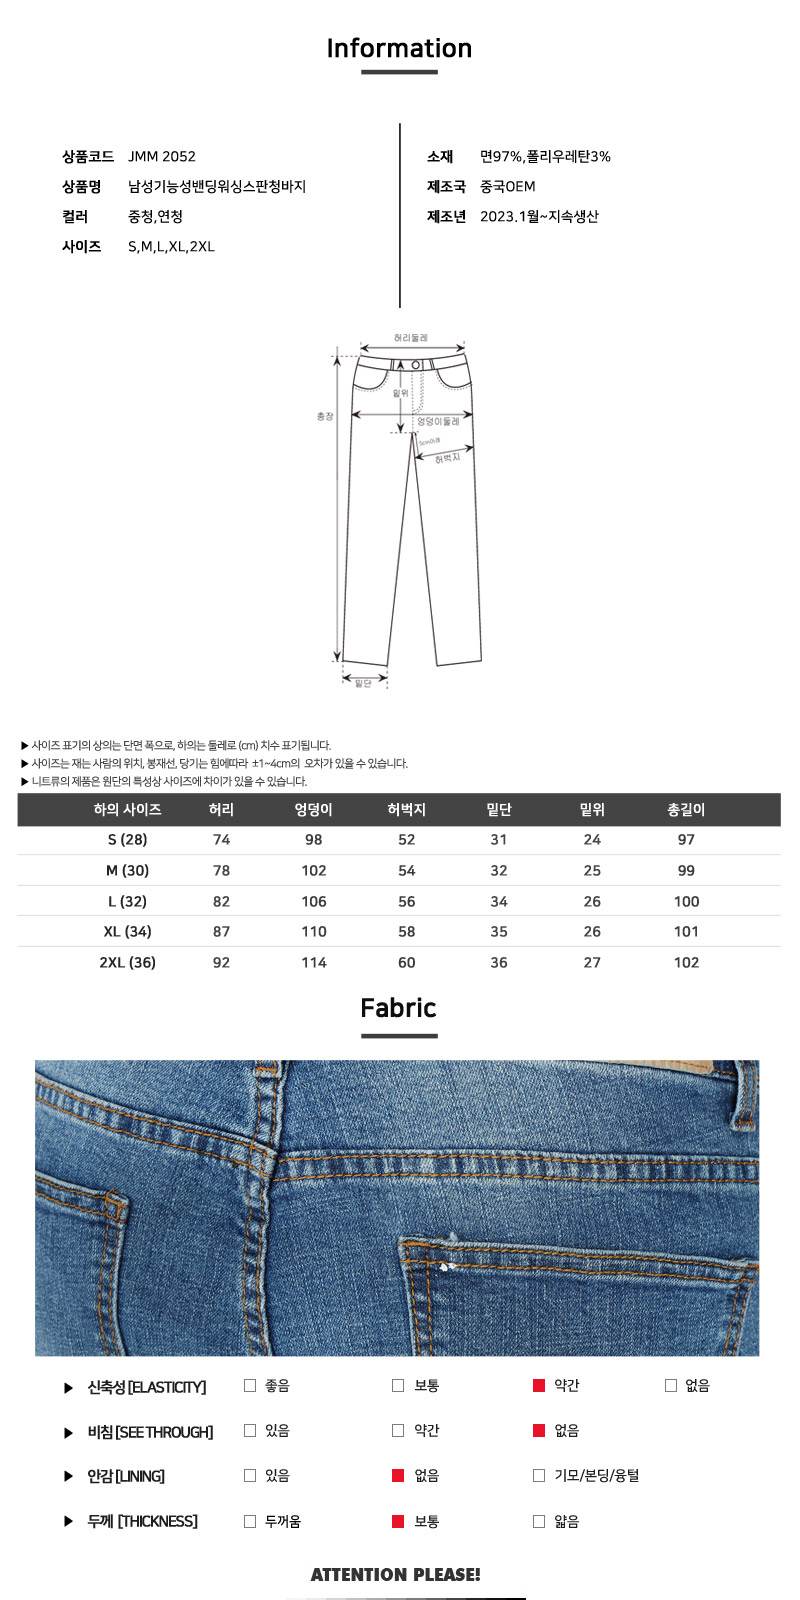 Information
상품코드 JMM 2052
상품명 남성기능성밴딩워싱스판청바지
컬러 중청,연청
사이즈 S,M,L,XL,2XL
소재 면97%,폴리우레탄3%
제조국 중국OEM
제조년 2023.1월~지속생산
허리둘레
밑위
총장
엉덩이둘레
5cm아래
허벅지
밑단
▶ 사이즈 표기의 상의는 단면 폭으로, 하의는 둘레로 (cm) 치수 표기됩니다.
▶ 사이즈는 재는 사람의 위치, 봉재선, 당기는 힘에따라 ±1~4cm의 오차가 있을 수 있습니다.
▶ 니트류의 제품은 원단의 특성상 사이즈에 차이가 있을 수 있습니다.
하의 사이즈 허리 엉덩이 허벅지 밑단 밑위 총길이
S (28) 74 98 52 31 24 97
M (30) 78 102 54 32 25 99
L (32) 82 106 56 34 26 100
XL (34) 87 110 58 35 26 101
2XL (36) 92 114 60 36 27 102
Fabric
▶ 신축성 [ELASTICITY] □ 좋음 □ 보통 ■ 약간 □ 없음
▶ 비침 [SEE THROUGH] □ 있음 □ 약간 ■ 없음
▶ 안감 [LINING] □ 있음 ■ 없음 □ 기모/본딩/융털
▶ 두께 [THICKNESS] □ 두꺼움 ■ 보통 □ 얇음
ATTENTION PLEASE!